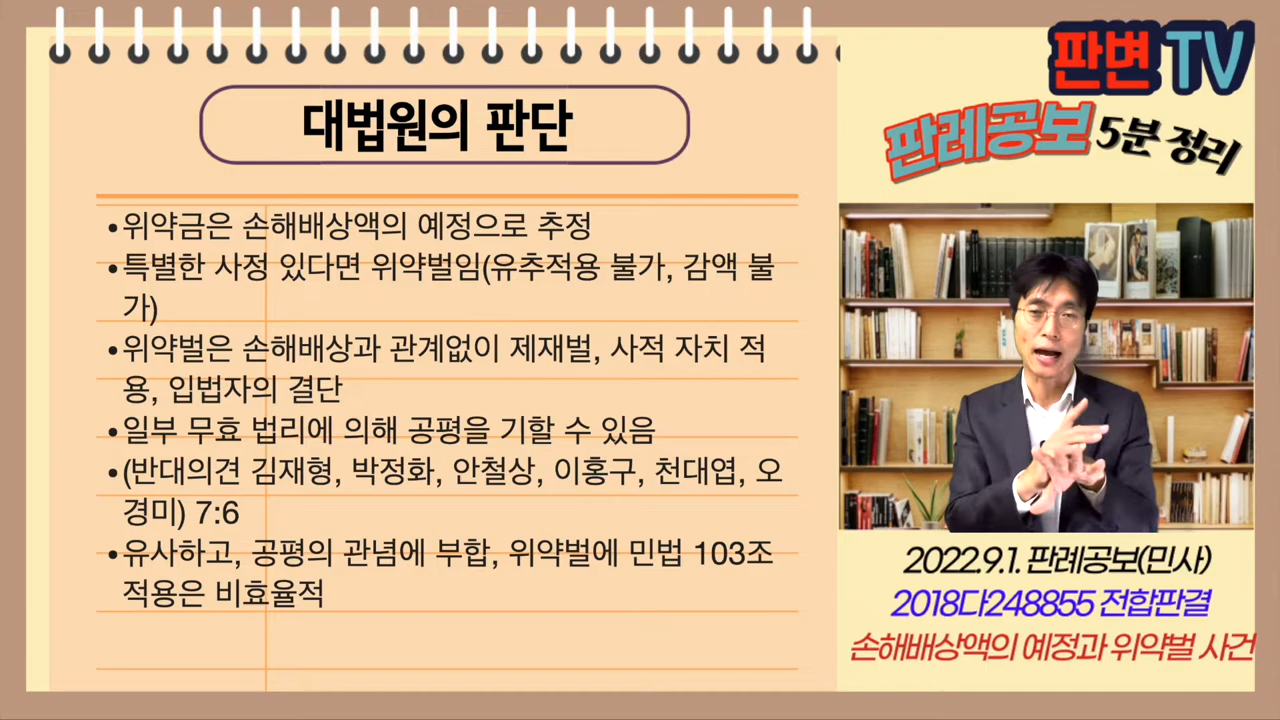 대법원의 판단
•위약금은 손해배상액의 예정으로 추정
•특별한 사정 있다면 위약벌임(유추적용 불가, 감액 불
가)
•위약벌은 손해배상과 관계없이 제재벌, 사적 자치 적
용, 입법자의 결단
•일부 무효 법리에 의해 공평을 기할 수 있음
•(반대의견 김재형, 박정화, 안철상, 이흥구, 천대엽, 오
경미) 7:6
•유사하고, 공평의 관념에 부합, 위약벌에 민법 103조
적용은 비효율적
판변 TV
판례공보 5분 정리
2022.9.1. 판례공보(민사)
2018다248855 전합판결
손해배상액의 예정과 위약벌 사건